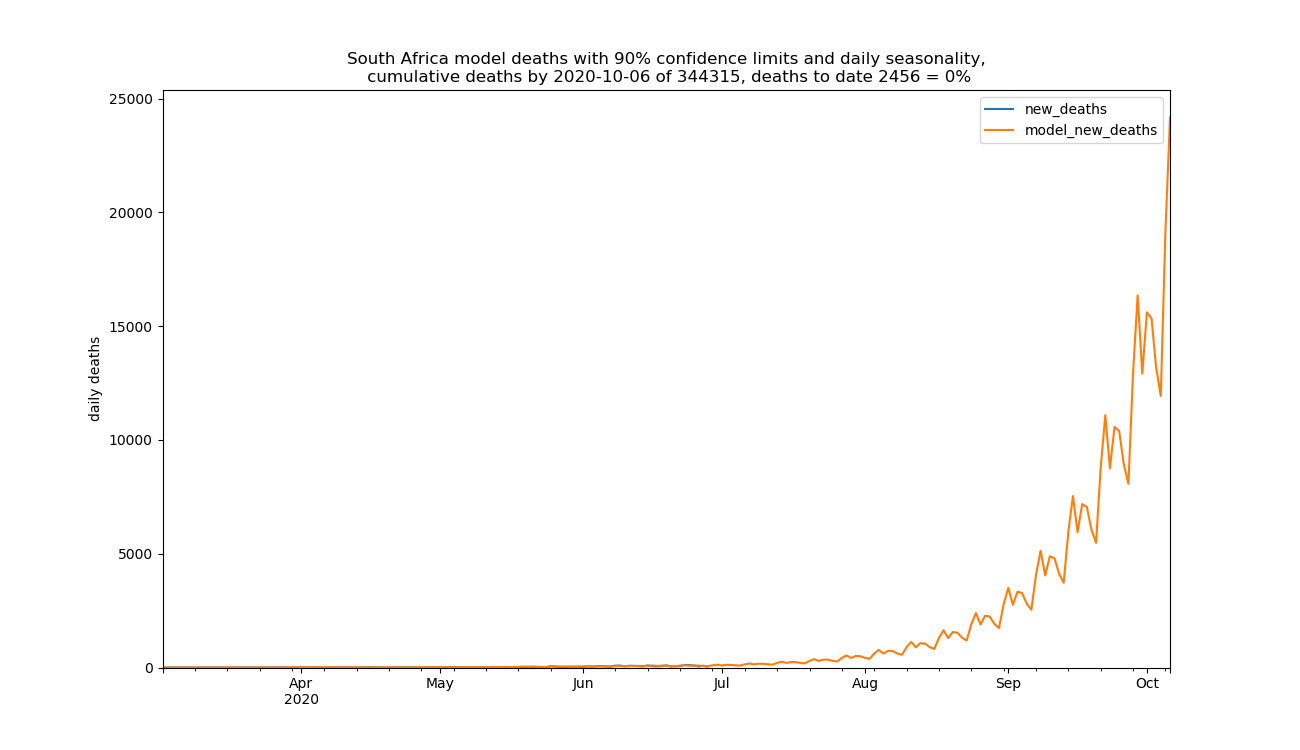 South Africa model deaths with 90% confidence limits and daily seasonality,
cumulative deaths by 2020-10-06 of 344315, deaths to date 2456 = 0%
new_deaths
model_new_deaths
daily deaths
25000
20000
15000
10000
5000
0
Apr May Jun Jul Aug Sep Oct
2020